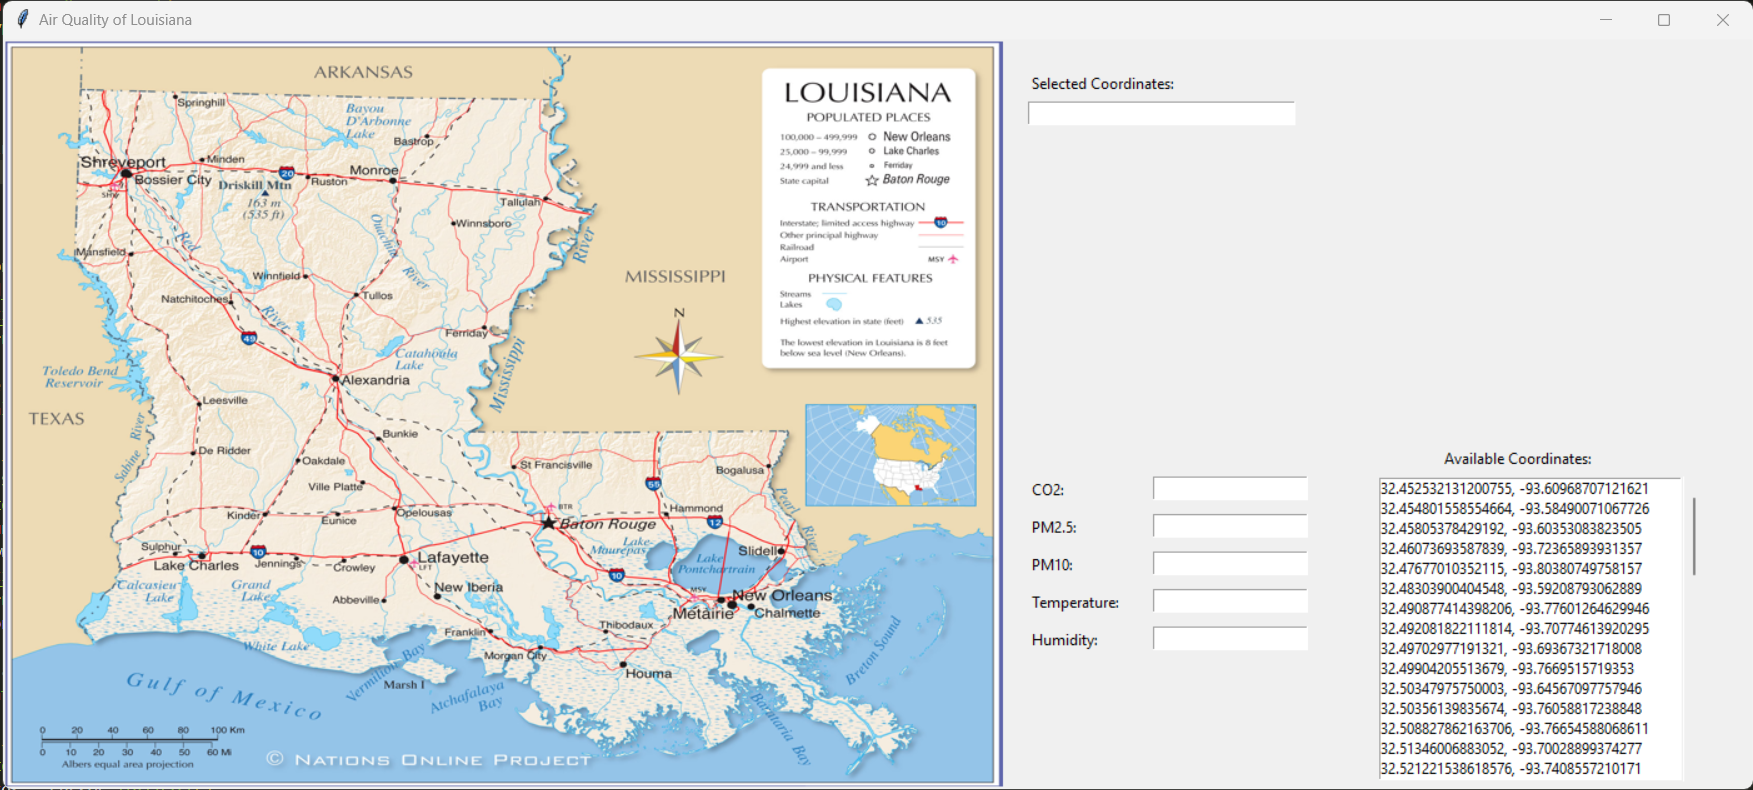 Air Quality of Louisiana
ARKANSAS
Springhill
Bayou
D'Arbonne
Lake
Bastrop
Shreveport
Minden
Bossier City
20
Monroe
Driskill Mtn
Ruston
163 m
(535 ft)
Tallulah
Winnsboro
Ouachita
River
Red
River
Mansfield
River
Winnfield
Natchitoches
Tullos
MISSISSIPPI
N
49
Ferriday
Catahoula
Lake
Mississippi
Toledo Bend
Reservoir
Alexandria
TEXAS
Leesville
Sabine River
Bunkie
De Ridder
Oakdale
St Francisville
Bogalusa
Ville Platte
55
Pearl River
Kinder
Eunice
Opelousas
BTR
Baton Rouge
Hammond
12
Sulphur
10
Lake Charles
Jennings
Crowley
Lafayette
LFT
Lake
Maurepas
Lake
Pontchartrain
Slidell
Calcasieu
Lake
Grand
Lake
Abbeville
New Iberia
10
MSY
New Orleans
Metairie
Chalmette
Franklin
Thibodaux
White Lake
Morgan City
Houma
Vermilion Bay
Marsh I
Atchafalaya
Bay
Barataria Bay
Breton Sound
Gulf of Mexico
0 20 40 60 80 100 Km
0 10 20 30 40 50 60 Mi
Albers equal area projection
© NATIONS ONLINE PROJECT
LOUISIANA
POPULATED PLACES
100,000 – 499,999 New Orleans
25,000 – 99,999 Lake Charles
24,999 and less Ferriday
State capital Baton Rouge
TRANSPORTATION
Interstate; limited access highway 10
Other principal highway
Railroad
Airport MSY
PHYSICAL FEATURES
Streams
Lakes
Highest elevation in state (feet) 535
The lowest elevation in Louisiana is 8 feet
below sea level (New Orleans).
Selected Coordinates:
CO2:
PM2.5:
PM10:
Temperature:
Humidity:
Available Coordinates:
32.452532131200755, -93.60968707121621
32.454801558554664, -93.58490071067726
32.45805378429192, -93.60353083823505
32.46073693587839, -93.72365893931357
32.47677010352115, -93.80380749758157
32.48303900404548, -93.59208793062889
32.490877414398206, -93.77601264629946
32.492081822111814, -93.70774613920295
32.49702977191321, -93.69367321718008
32.49904205513679, -93.7669515719353
32.50347975750003, -93.64567097757946
32.50356139835674, -93.76058817238848
32.508827862163706, -93.76654588068611
32.51346006883052, -93.70028899374277
32.521221538618576, -93.7408557210171